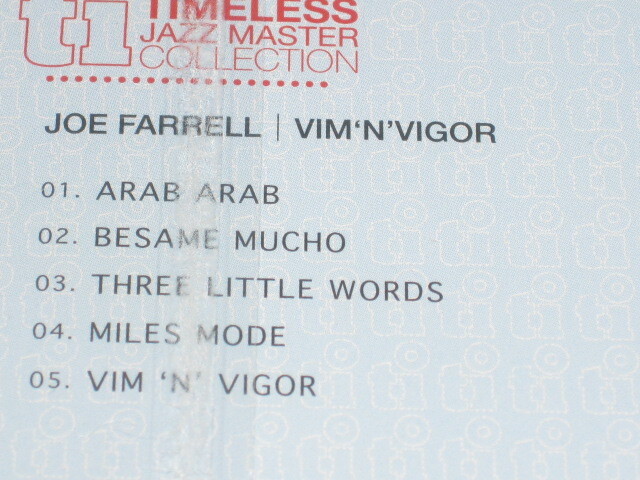 ti
TIMELESS
JAZZ MASTER
COLLECTION
JOE FARRELL | VIM‘N’VIGOR
01. ARAB ARAB
02. BESAME MUCHO
03. THREE LITTLE WORDS
04. MILES MODE
05. VIM ‘N’ VIGOR